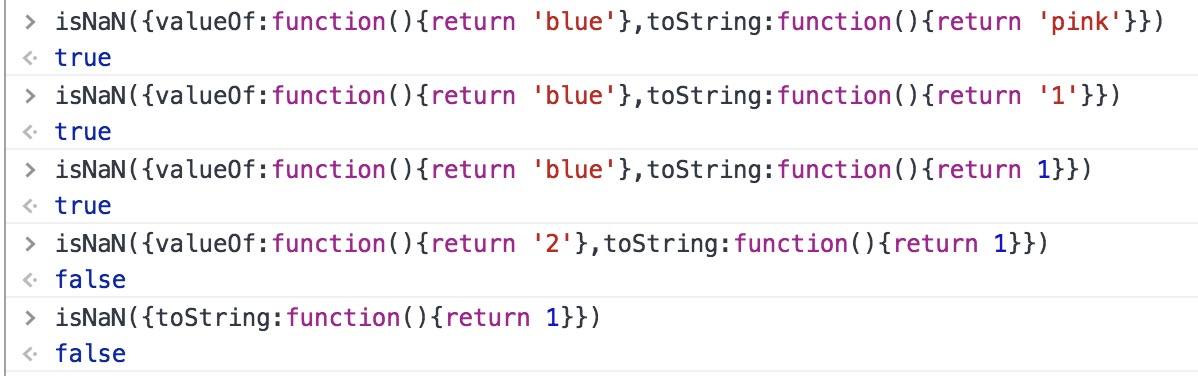 > isNaN({valueOf:function(){return 'blue'},toString:function(){return 'pink'}})
<· true
> isNaN({valueOf:function(){return 'blue'},toString:function(){return '1'}})
<· true
> isNaN({valueOf:function(){return 'blue'},toString:function(){return 1}})
<· true
> isNaN({valueOf:function(){return '2'},toString:function(){return 1}})
<· false
> isNaN({toString:function(){return 1}})
<· false